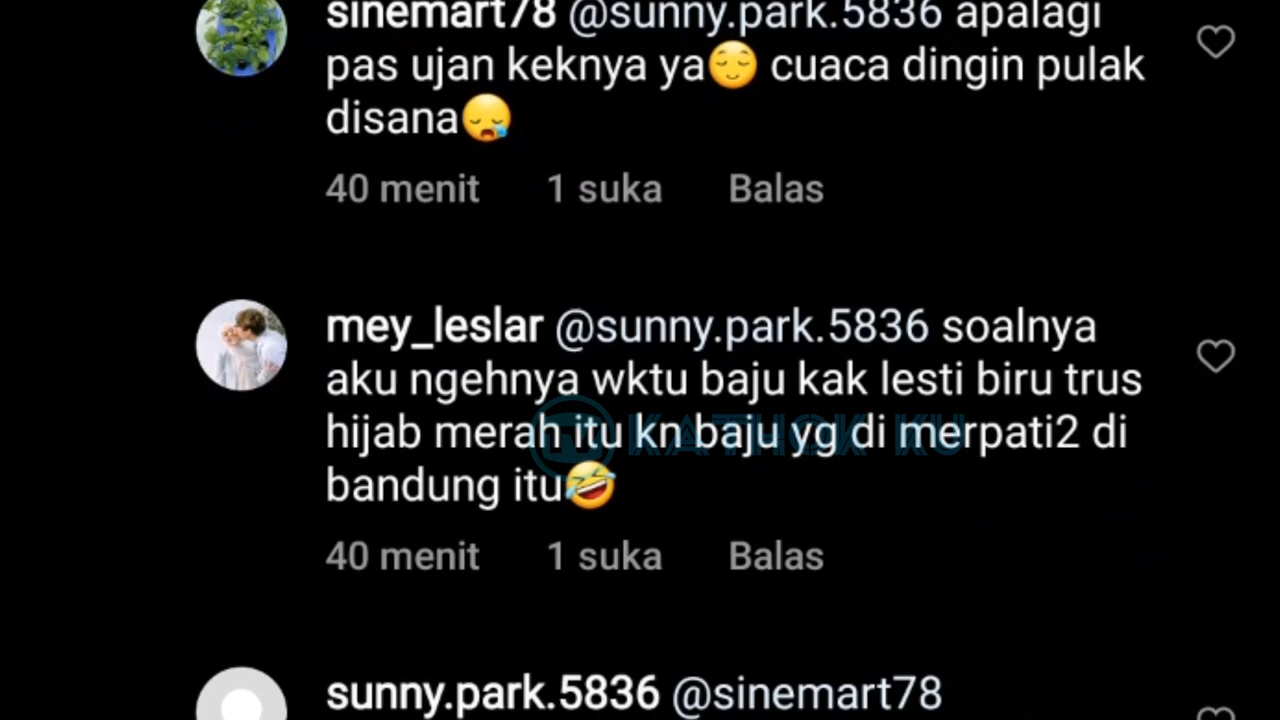 sinemart78 @sunny.park.5836 apalagi
pas ujan keknya ya😌 cuaca dingin pulak
disana😪
40 menit 1 suka Balas
mey_leslar @sunny.park.5836 soalnya
aku ngehnya wktu baju kak lesti biru trus
hijab merah itu kn baju yg di merpati2 di
bandung itu🤣
KATHOK KU
40 menit 1 suka Balas
sunny.park.5836 @sinemart78